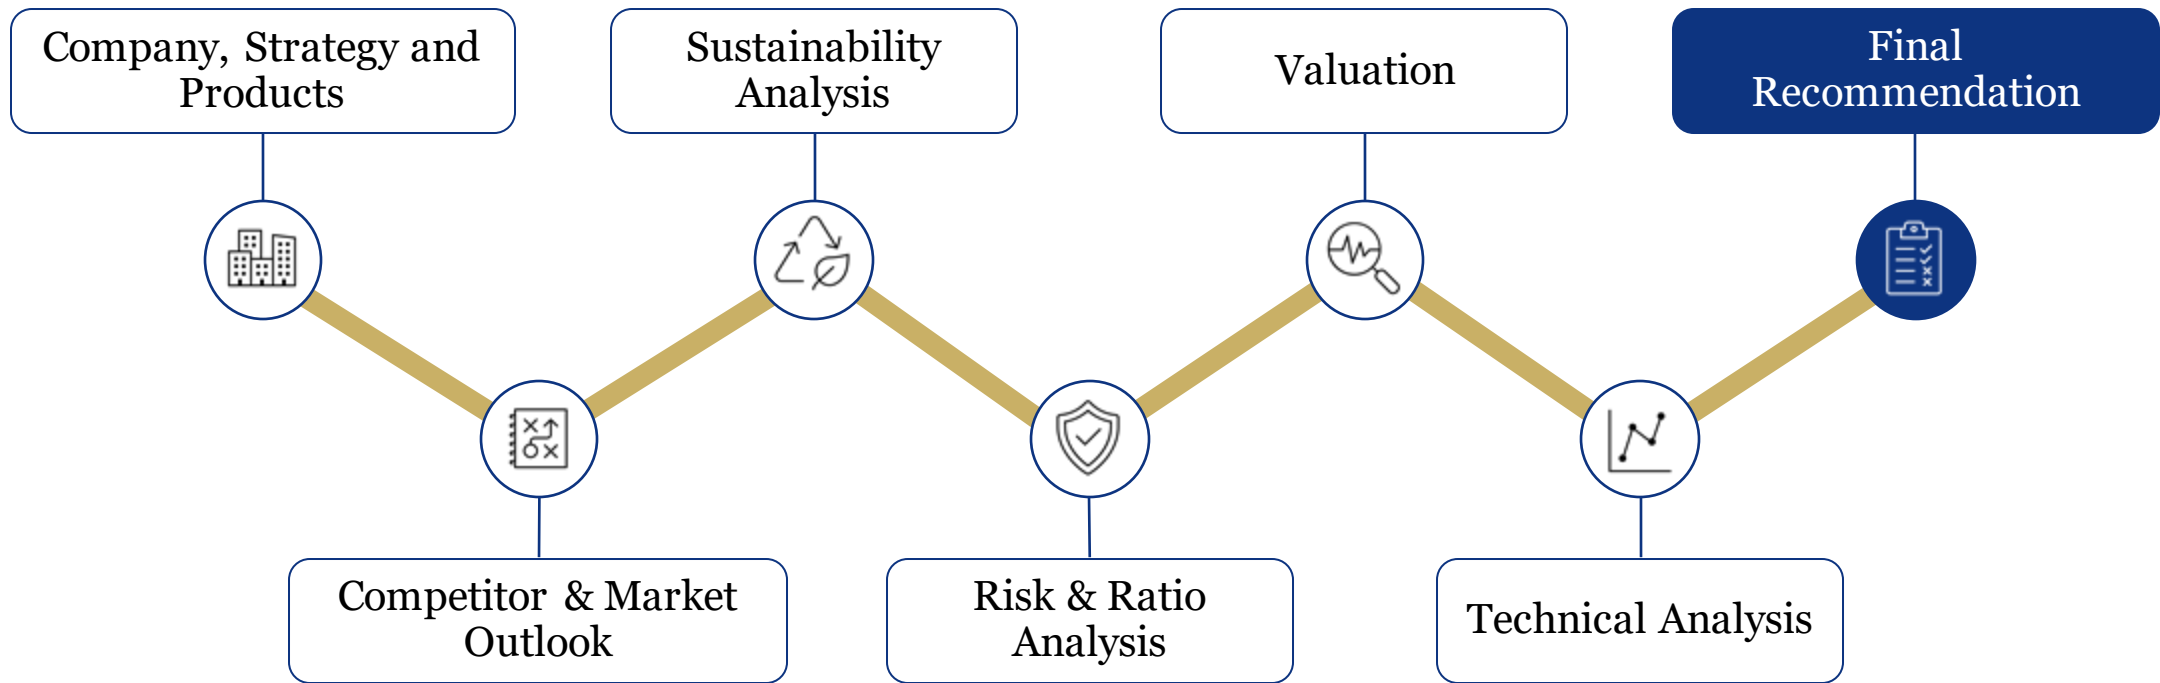 Company, Strategy and
Products
Sustainability
Analysis
Valuation
Final
Recommendation
Competitor & Market
Outlook
Risk & Ratio
Analysis
Technical Analysis